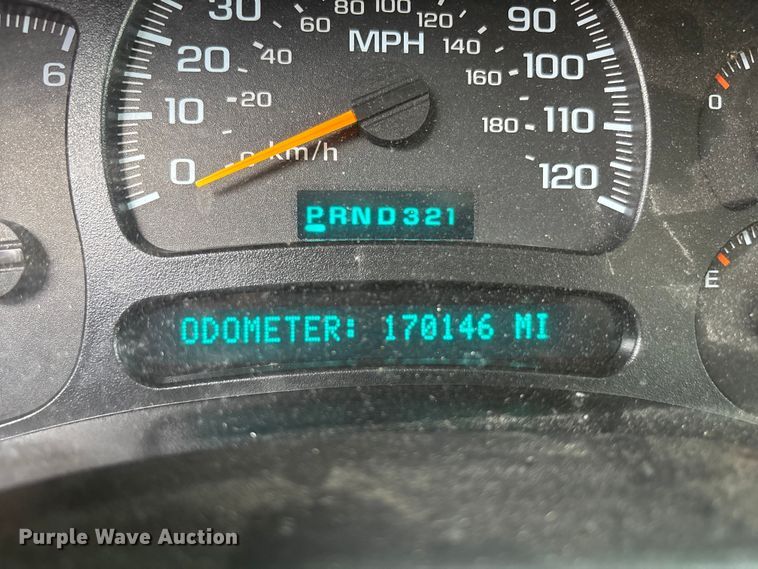 80 100
60 120
30 MPH 140 90
6 20 40 160 100
10 20 180 110 0
0 0 km/h 120
PRND321
E
ODOMETER: 170146 MI
Purple Wave Auction